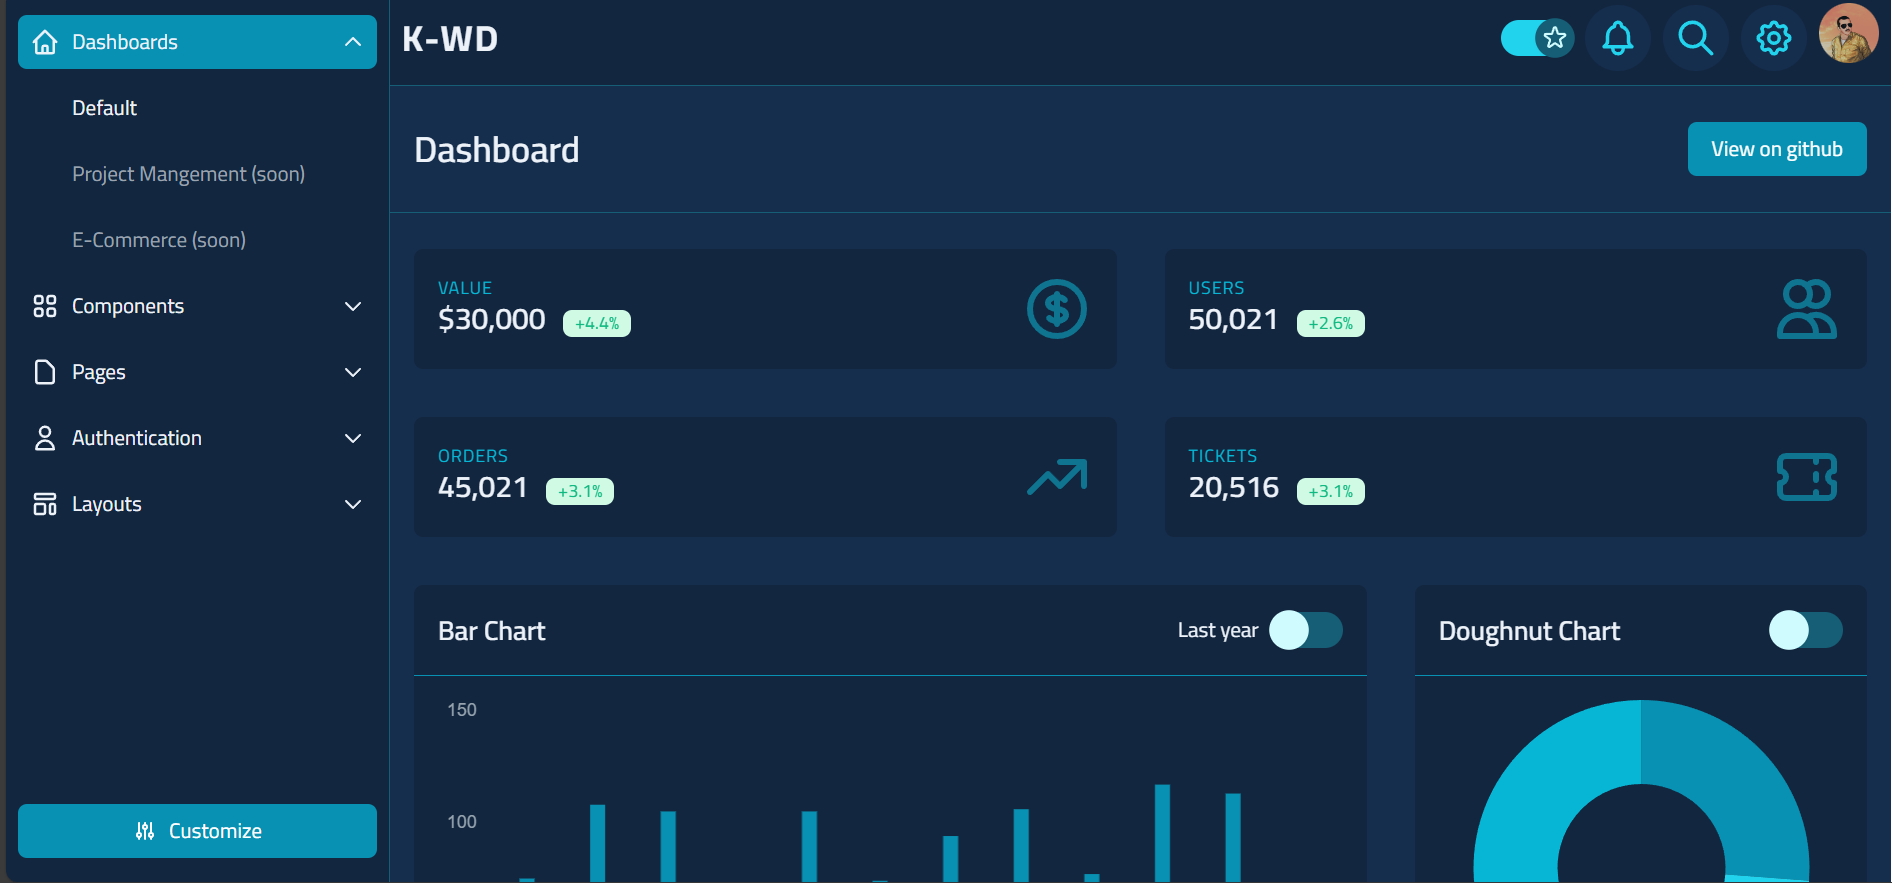 Dashboards
Default
Project Mangement (soon)
E-Commerce (soon)
Components
Pages
Authentication
Layouts
Customize
K-WD
Dashboard
View on github
VALUE
$30,000 +4.4%
USERS
50,021 +2.6%
ORDERS
45,021 +3.1%
TICKETS
20,516 +3.1%
Bar Chart
Last year
150
100
Doughnut Chart